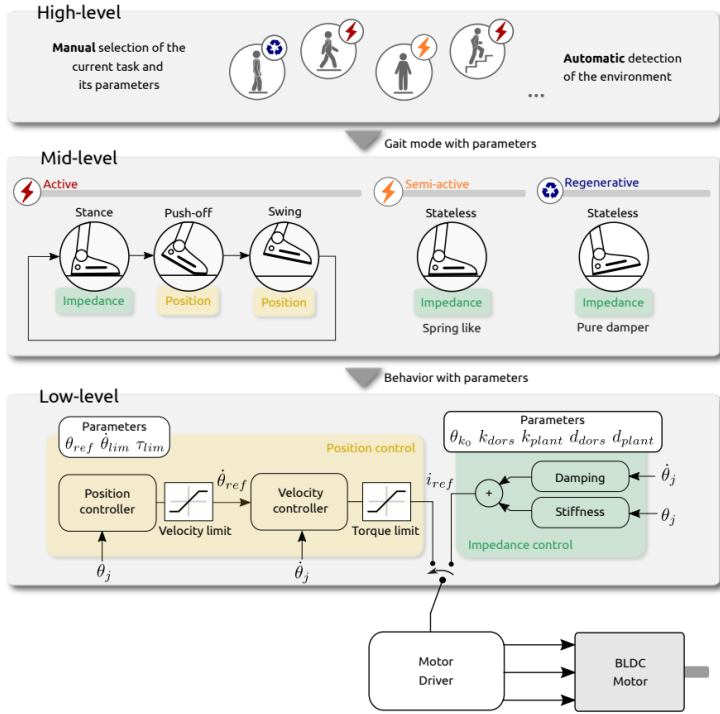 High-level
Manual selection of the
current task and
its parameters
Automatic detection
of the environment
...
Gait mode with parameters
Mid-level
Active
Semi-active
Regenerative
Stance
Push-off
Swing
Stateless
Stateless
Impedance
Position
Position
Impedance
Impedance
Spring like
Pure damper
Behavior with parameters
Low-level
Parameters
θ_ref θ̇_lim τ_lim
Position control
Parameters
θ_k₀ k_dors k_plant d_dors d_plant
Position
controller
Velocity limit
θ̇_ref
Velocity
controller
Torque limit
i_ref
+
Damping
θ̇_j
Stiffness
θ_j
Impedance control
θ_j
θ̇_j
Motor
Driver
BLDC
Motor